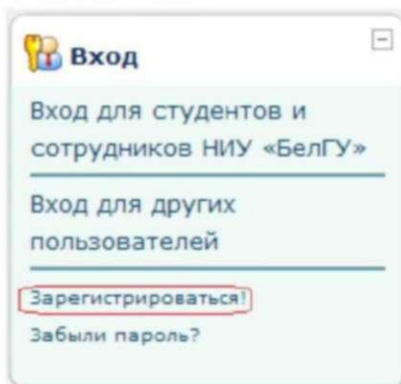 Вход
Вход для студентов и
сотрудников НИУ «БелГУ»
Вход для других
пользователей
Зарегистрироваться!
Забыли пароль?